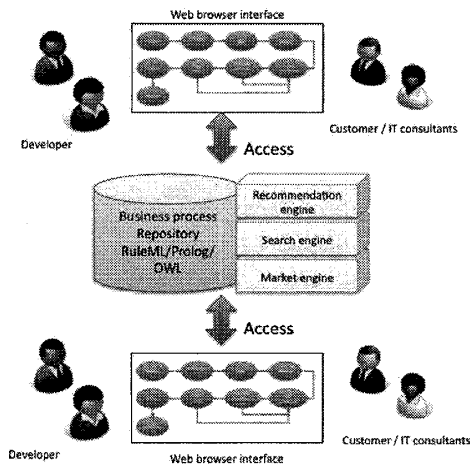 Web browser interface
Developer
Customer / IT consultants
Access
Business process
Repository
RuleML/Prolog/
OWL
Recommendation
engine
Search engine
Market engine
Access
Developer
Customer / IT consultants
Web browser interface